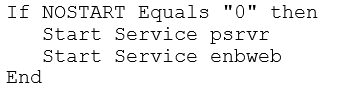 If NOSTART Equals "0" then
   Start Service psrvr
   Start Service enbweb
End